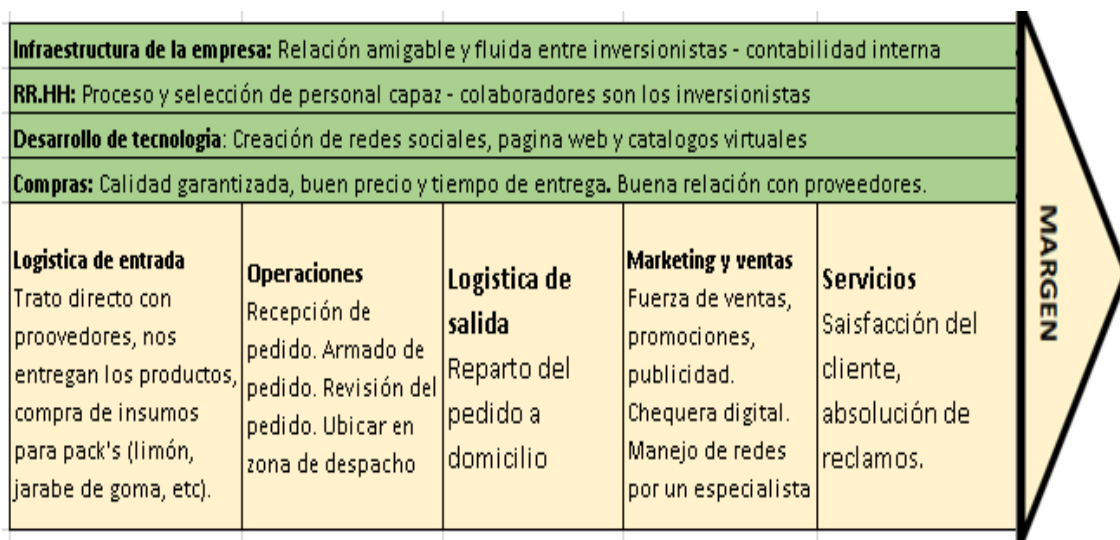 Infraestructura de la empresa: Relación amigable y fluida entre inversionistas - contabilidad interna
RR.HH: Proceso y selección de personal capaz - colaboradores son los inversionistas
Desarrollo de tecnologia: Creación de redes sociales, pagina web y catalogos virtuales
Compras: Calidad garantizada, buen precio y tiempo de entrega. Buena relación con proveedores.
Logistica de entrada
Trato directo con
proovedores, nos
entregan los productos,
compra de insumos
para pack's (limón,
jarabe de goma, etc).
Operaciones
Recepción de
pedido. Armado de
pedido. Revisión del
pedido. Ubicar en
zona de despacho
Logistica de
salida
Reparto del
pedido a
domicilio
Marketing y ventas
Fuerza de ventas,
promociones,
publicidad.
Chequera digital.
Manejo de redes
por un especialista
Servicios
Saisfacción del
cliente,
absolución de
reclamos.
MARGEN